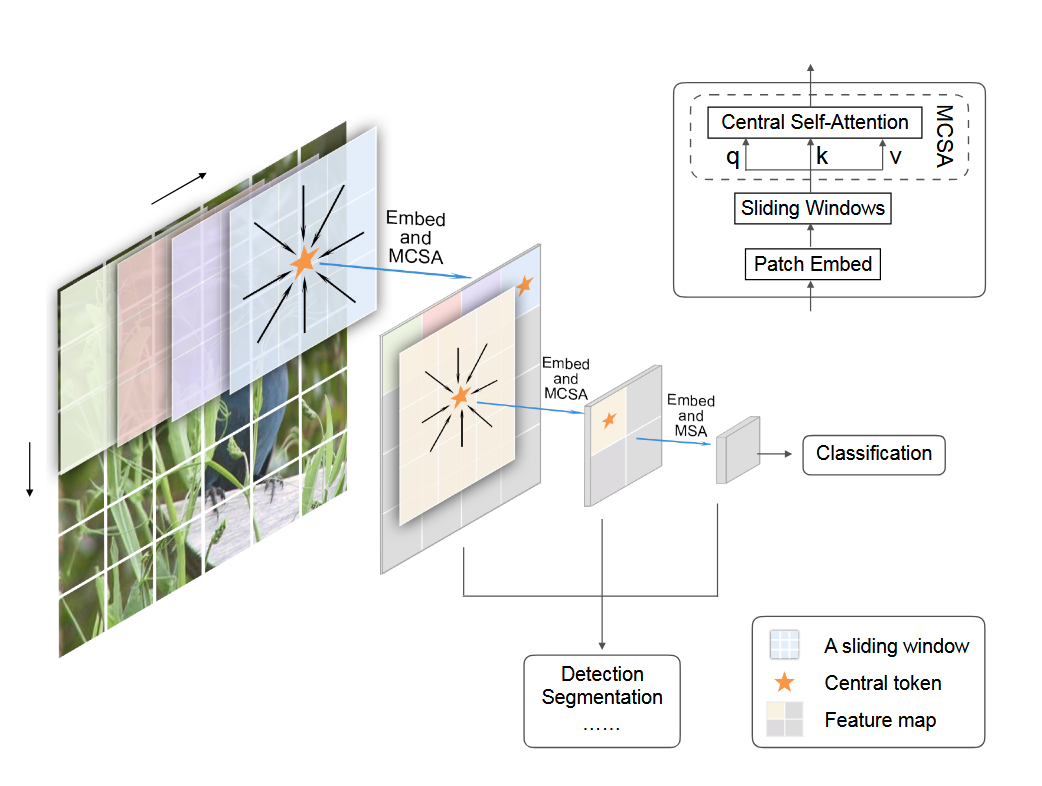 MCSA
Central Self-Attention
q
k
v
Sliding Windows
Patch Embed
Embed
and
MCSA
Embed
and
MCSA
Embed
and
MSA
Classification
Detection
Segmentation
……
A sliding window
Central token
Feature map